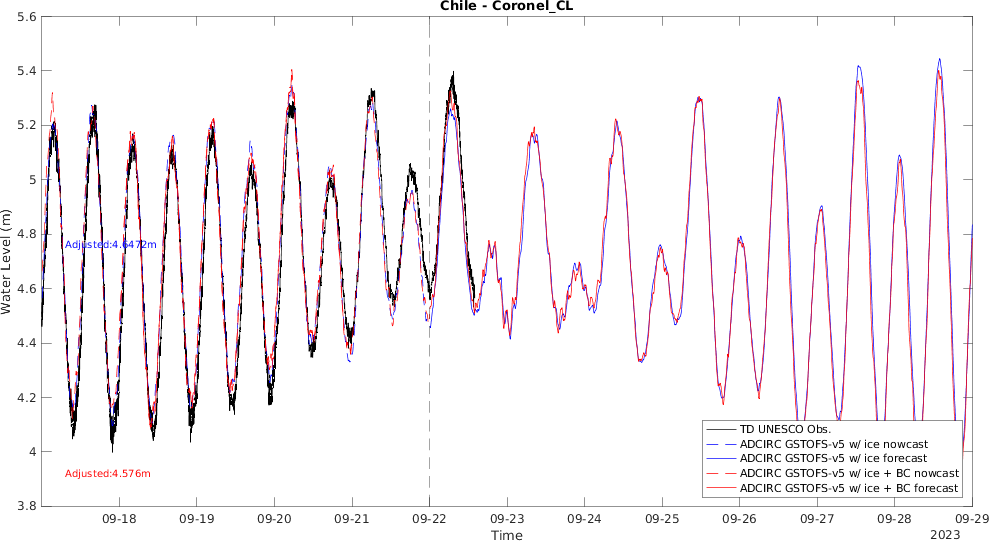 Chile - Coronel_CL
5.6
5.4
5.2
5
4.8
4.6
4.4
4.2
4
3.8
Water Level (m)
Adjusted:4.6472m
Adjusted:4.576m
TD UNESCO Obs.
ADCIRC GSTOFS-v5 w/ ice nowcast
ADCIRC GSTOFS-v5 w/ ice forecast
ADCIRC GSTOFS-v5 w/ ice + BC nowcast
ADCIRC GSTOFS-v5 w/ ice + BC forecast
09-18 09-19 09-20 09-21 09-22 09-23 09-24 09-25 09-26 09-27 09-28 09-29
Time
2023